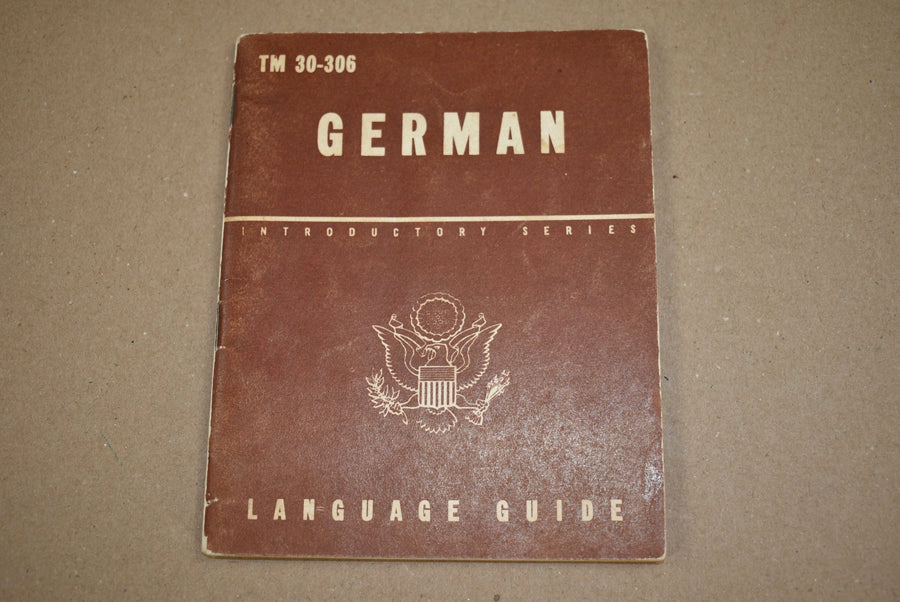 TM 30-306
GERMAN
INTRODUCTORY SERIES
LANGUAGE GUIDE